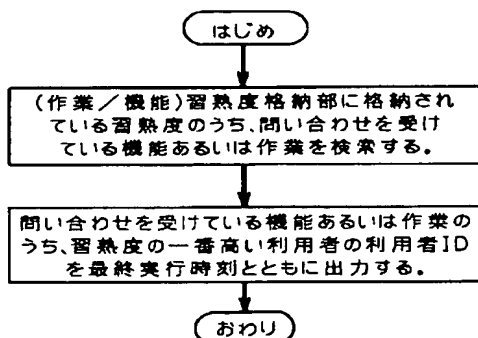 はじめ
(作業/機能)習熟度格納部に格納され
ている習熟度のうち、問い合わせを受け
ている機能あるいは作業を検索する。
問い合わせを受けている機能あるいは作業の
うち、習熟度の一番高い利用者の利用者ID
を最終実行時刻とともに出力する。
おわり